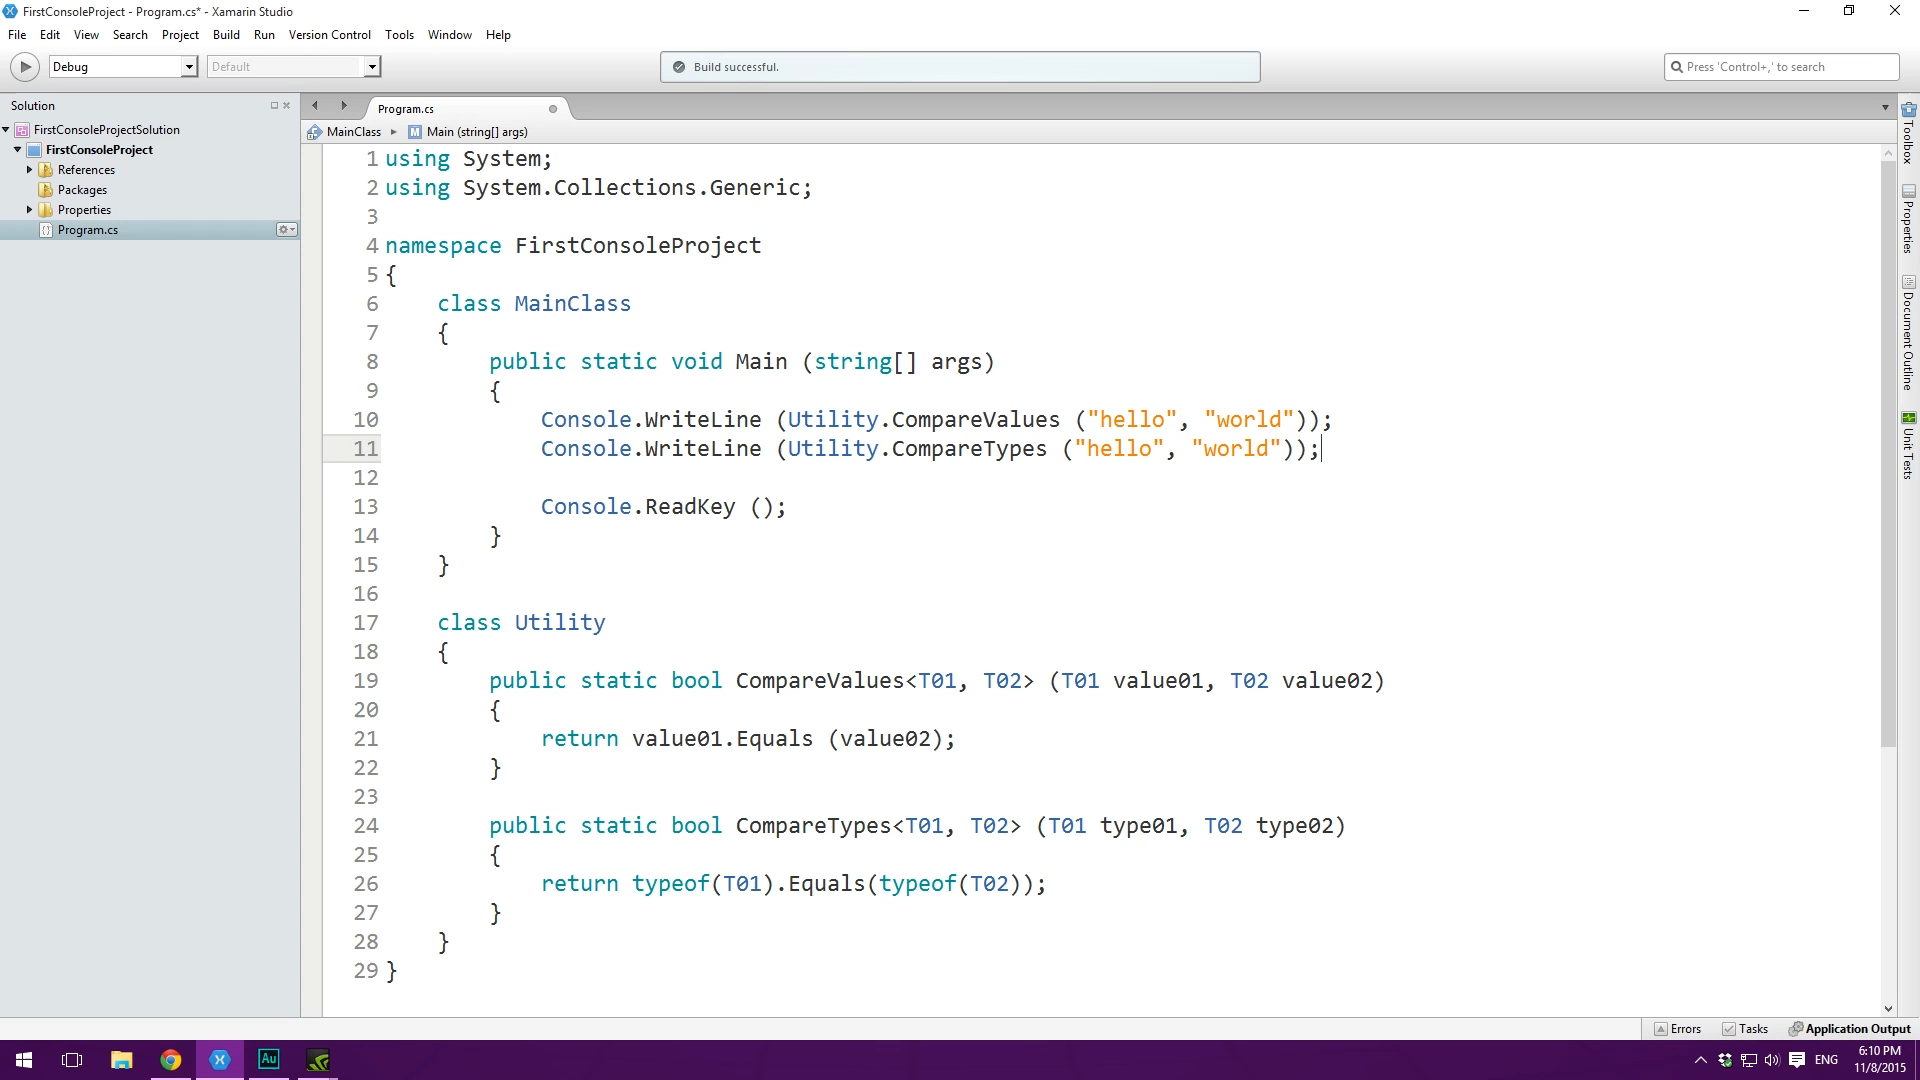 FirstConsoleProject - Program.cs* - Xamarin Studio
File Edit View Search Project Build Run Version Control Tools Window Help
Debug Default Build successful. Press 'Control+,' to search
Solution
FirstConsoleProjectSolution
FirstConsoleProject
References
Packages
Properties
Program.cs
Program.cs
MainClass M Main (string[] args)
1 using System;
2 using System.Collections.Generic;
3
4 namespace FirstConsoleProject
5 {
6 class MainClass
7 {
8 public static void Main (string[] args)
9 {
10 Console.WriteLine (Utility.CompareValues ("hello", "world"));
11 Console.WriteLine (Utility.CompareTypes ("hello", "world"));
12
13 Console.ReadKey ();
14 }
15 }
16
17 class Utility
18 {
19 public static bool CompareValues<T01, T02> (T01 value01, T02 value02)
20 {
21 return value01.Equals (value02);
22 }
23
24 public static bool CompareTypes<T01, T02> (T01 type01, T02 type02)
25 {
26 return typeof(T01).Equals(typeof(T02));
27 }
28 }
29 }
Toolbox
Properties
Document Outline
Unit Tests
Errors Tasks Application Output
Au
ENG
6:10 PM
11/8/2015